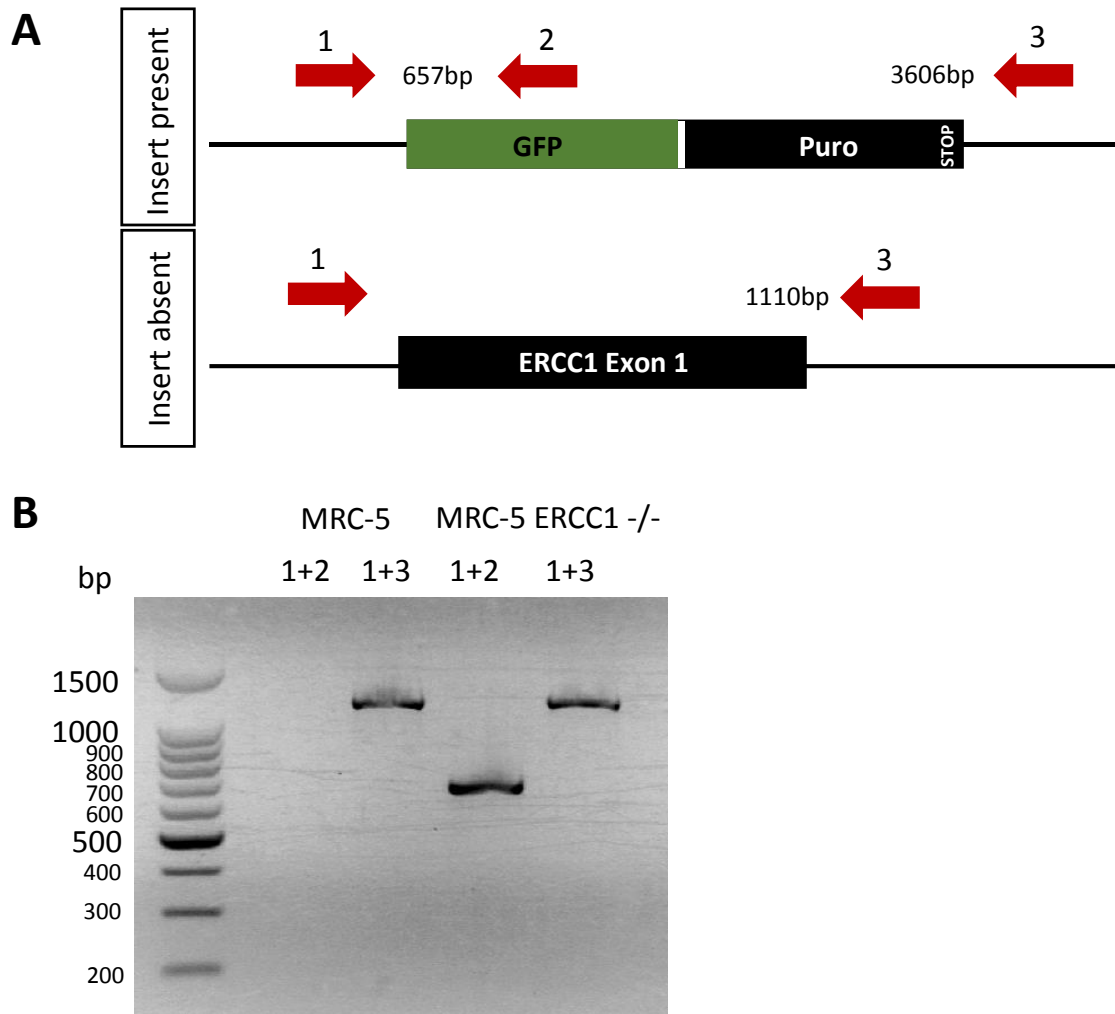 A
Insert present
1
2
3
657bp
3606bp
GFP
Puro
STOP
Insert absent
1
3
1110bp
ERCC1 Exon 1
B
MRC-5
MRC-5 ERCC1 -/-
bp
1+2
1+3
1+2
1+3
1500
1000
900
800
700
600
500
400
300
200